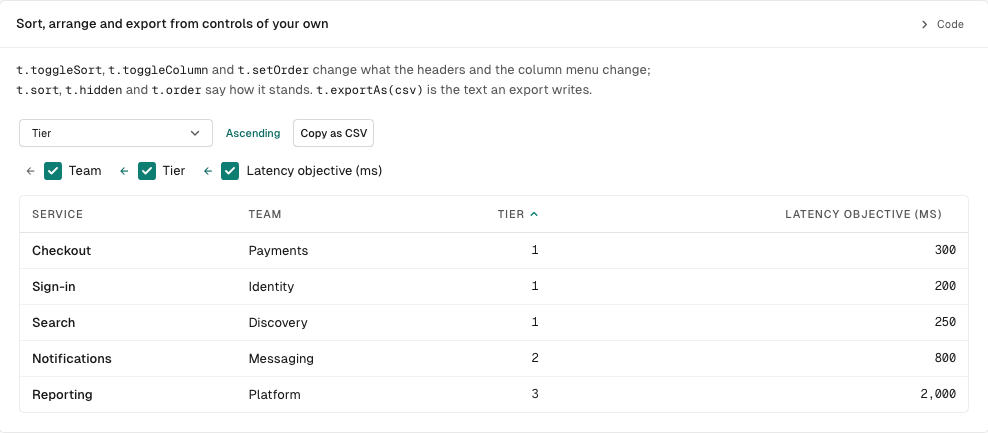 Sort, arrange and export from controls of your own
Code
t.toggleSort, t.toggleColumn and t.setOrder change what the headers and the column menu change;
t.sort, t.hidden and t.order say how it stands. t.exportAs(csv) is the text an export writes.
Tier Ascending Copy as CSV
← Team ← Tier ← Latency objective (ms)
SERVICE TEAM TIER LATENCY OBJECTIVE (MS)
Checkout Payments 1 300
Sign-in Identity 1 200
Search Discovery 1 250
Notifications Messaging 2 800
Reporting Platform 3 2,000